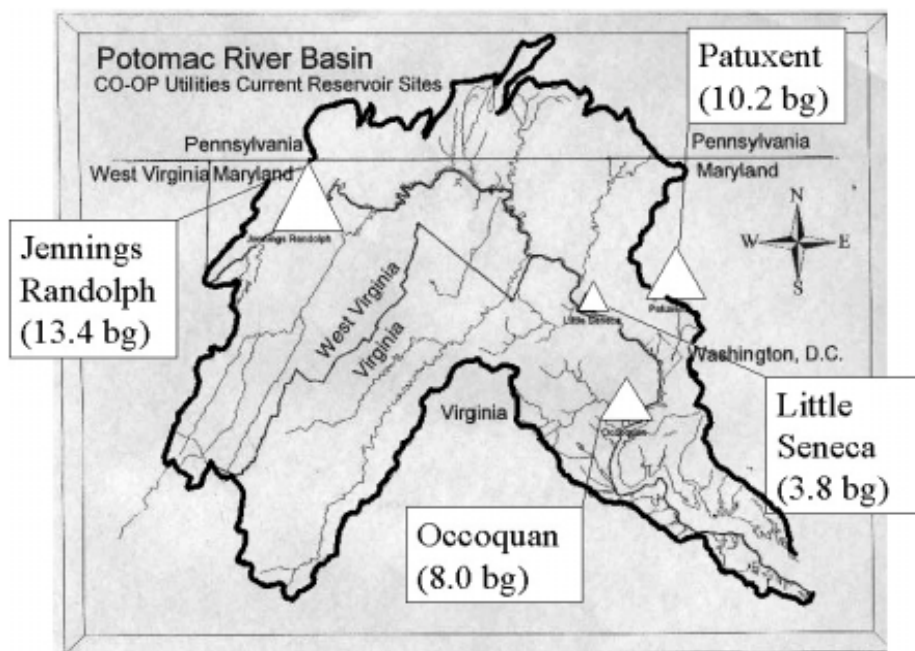 Potomac River Basin
CO-OP Utilities Current Reservoir Sites
Patuxent
(10.2 bg)
Pennsylvania
Pennsylvania
West Virginia
Maryland
Maryland
N
W
E
S
Jennings
Randolph
(13.4 bg)
Jennings Randolph
West Virginia
Virginia
Little Seneca
Washington, D.C.
Virginia
Little
Seneca
(3.8 bg)
Occoquan
(8.0 bg)